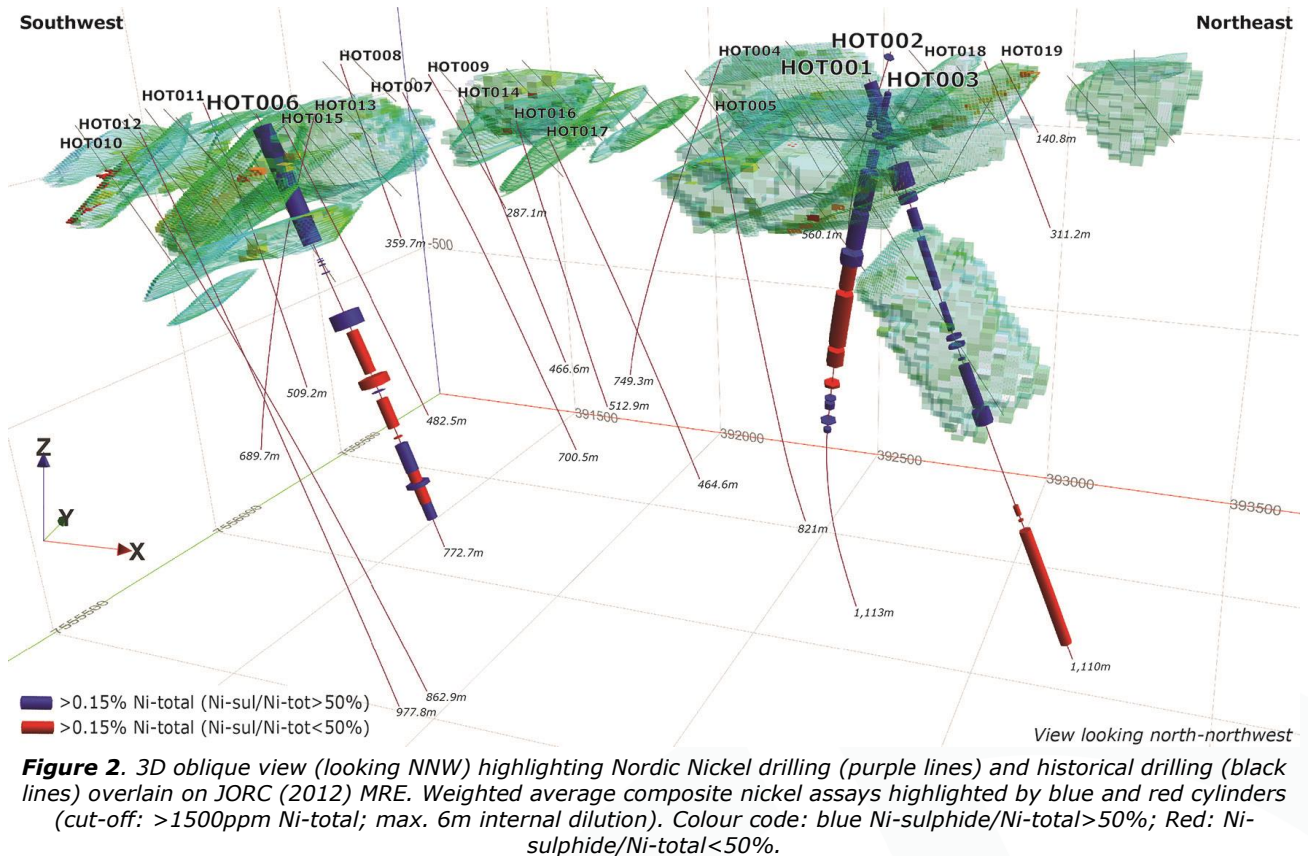 Southwest
Northeast
HOT002
HOT008
HOT004
HOT018
HOT019
HOT009
HOT001
HOT007
HOT003
HOT011
HOT014
HOT006
HOT013
HOT005
HOT012
HOT015
HOT016
HOT010
HOT017
140.8m
287.1m
311.2m
359.7m
-500
560.1m
466.6m
749.3m
509.2m
512.9m
482.5m
391500
392000
689.7m
700.5m
392500
464.6m
393000
393500
7556000
821m
Z
Y
X
772.7m
7555500
1,113m
1,110m
862.9m
977.8m
>0.15% Ni-total (Ni-sul/Ni-tot>50%)
>0.15% Ni-total (Ni-sul/Ni-tot<50%)
View looking north-northwest
Figure 2. 3D oblique view (looking NNW) highlighting Nordic Nickel drilling (purple lines) and historical drilling (black
lines) overlain on JORC (2012) MRE. Weighted average composite nickel assays highlighted by blue and red cylinders
(cut-off: >1500ppm Ni-total; max. 6m internal dilution). Colour code: blue Ni-sulphide/Ni-total>50%; Red: Ni-
sulphide/Ni-total<50%.